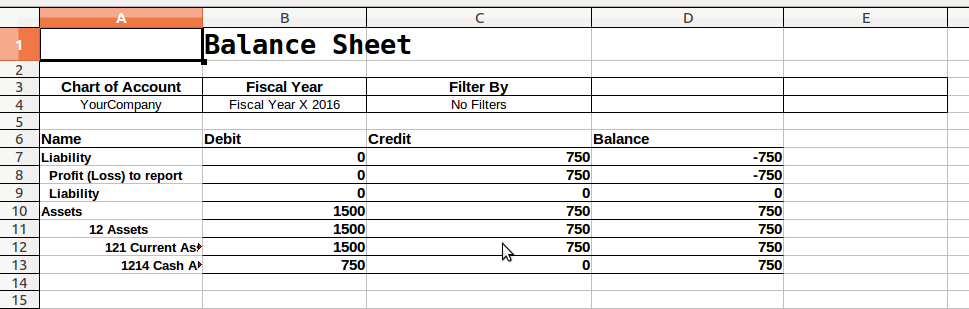 A B C D E
1 Balance Sheet
2
3 Chart of Account Fiscal Year Filter By
4 YourCompany Fiscal Year X 2016 No Filters
5
6 Name Debit Credit Balance
7 Liability 0 750 -750
8 Profit (Loss) to report 0 750 -750
9 Liability 0 0 0
10 Assets 1500 750 750
11 12 Assets 1500 750 750
12 121 Current As 1500 750 750
13 1214 Cash A 750 0 750
14
15